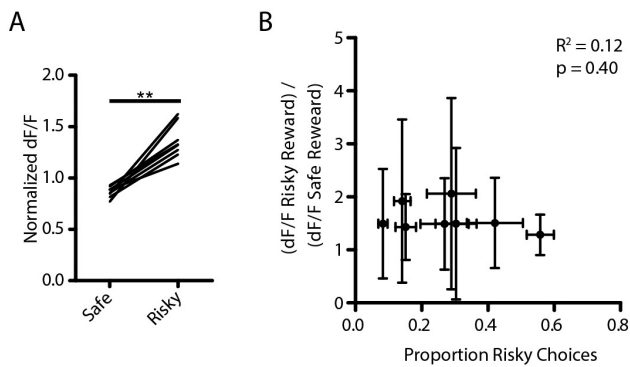 A
Normalized dF/F
2.0
1.5
1.0
0.5
0.0
**
Safe
Risky
B
(dF/F Risky Reward) /
(dF/F Safe Reweard)
5
4
3
2
1
0
R² = 0.12
p = 0.40
0.0 0.2 0.4 0.6 0.8
Proportion Risky Choices